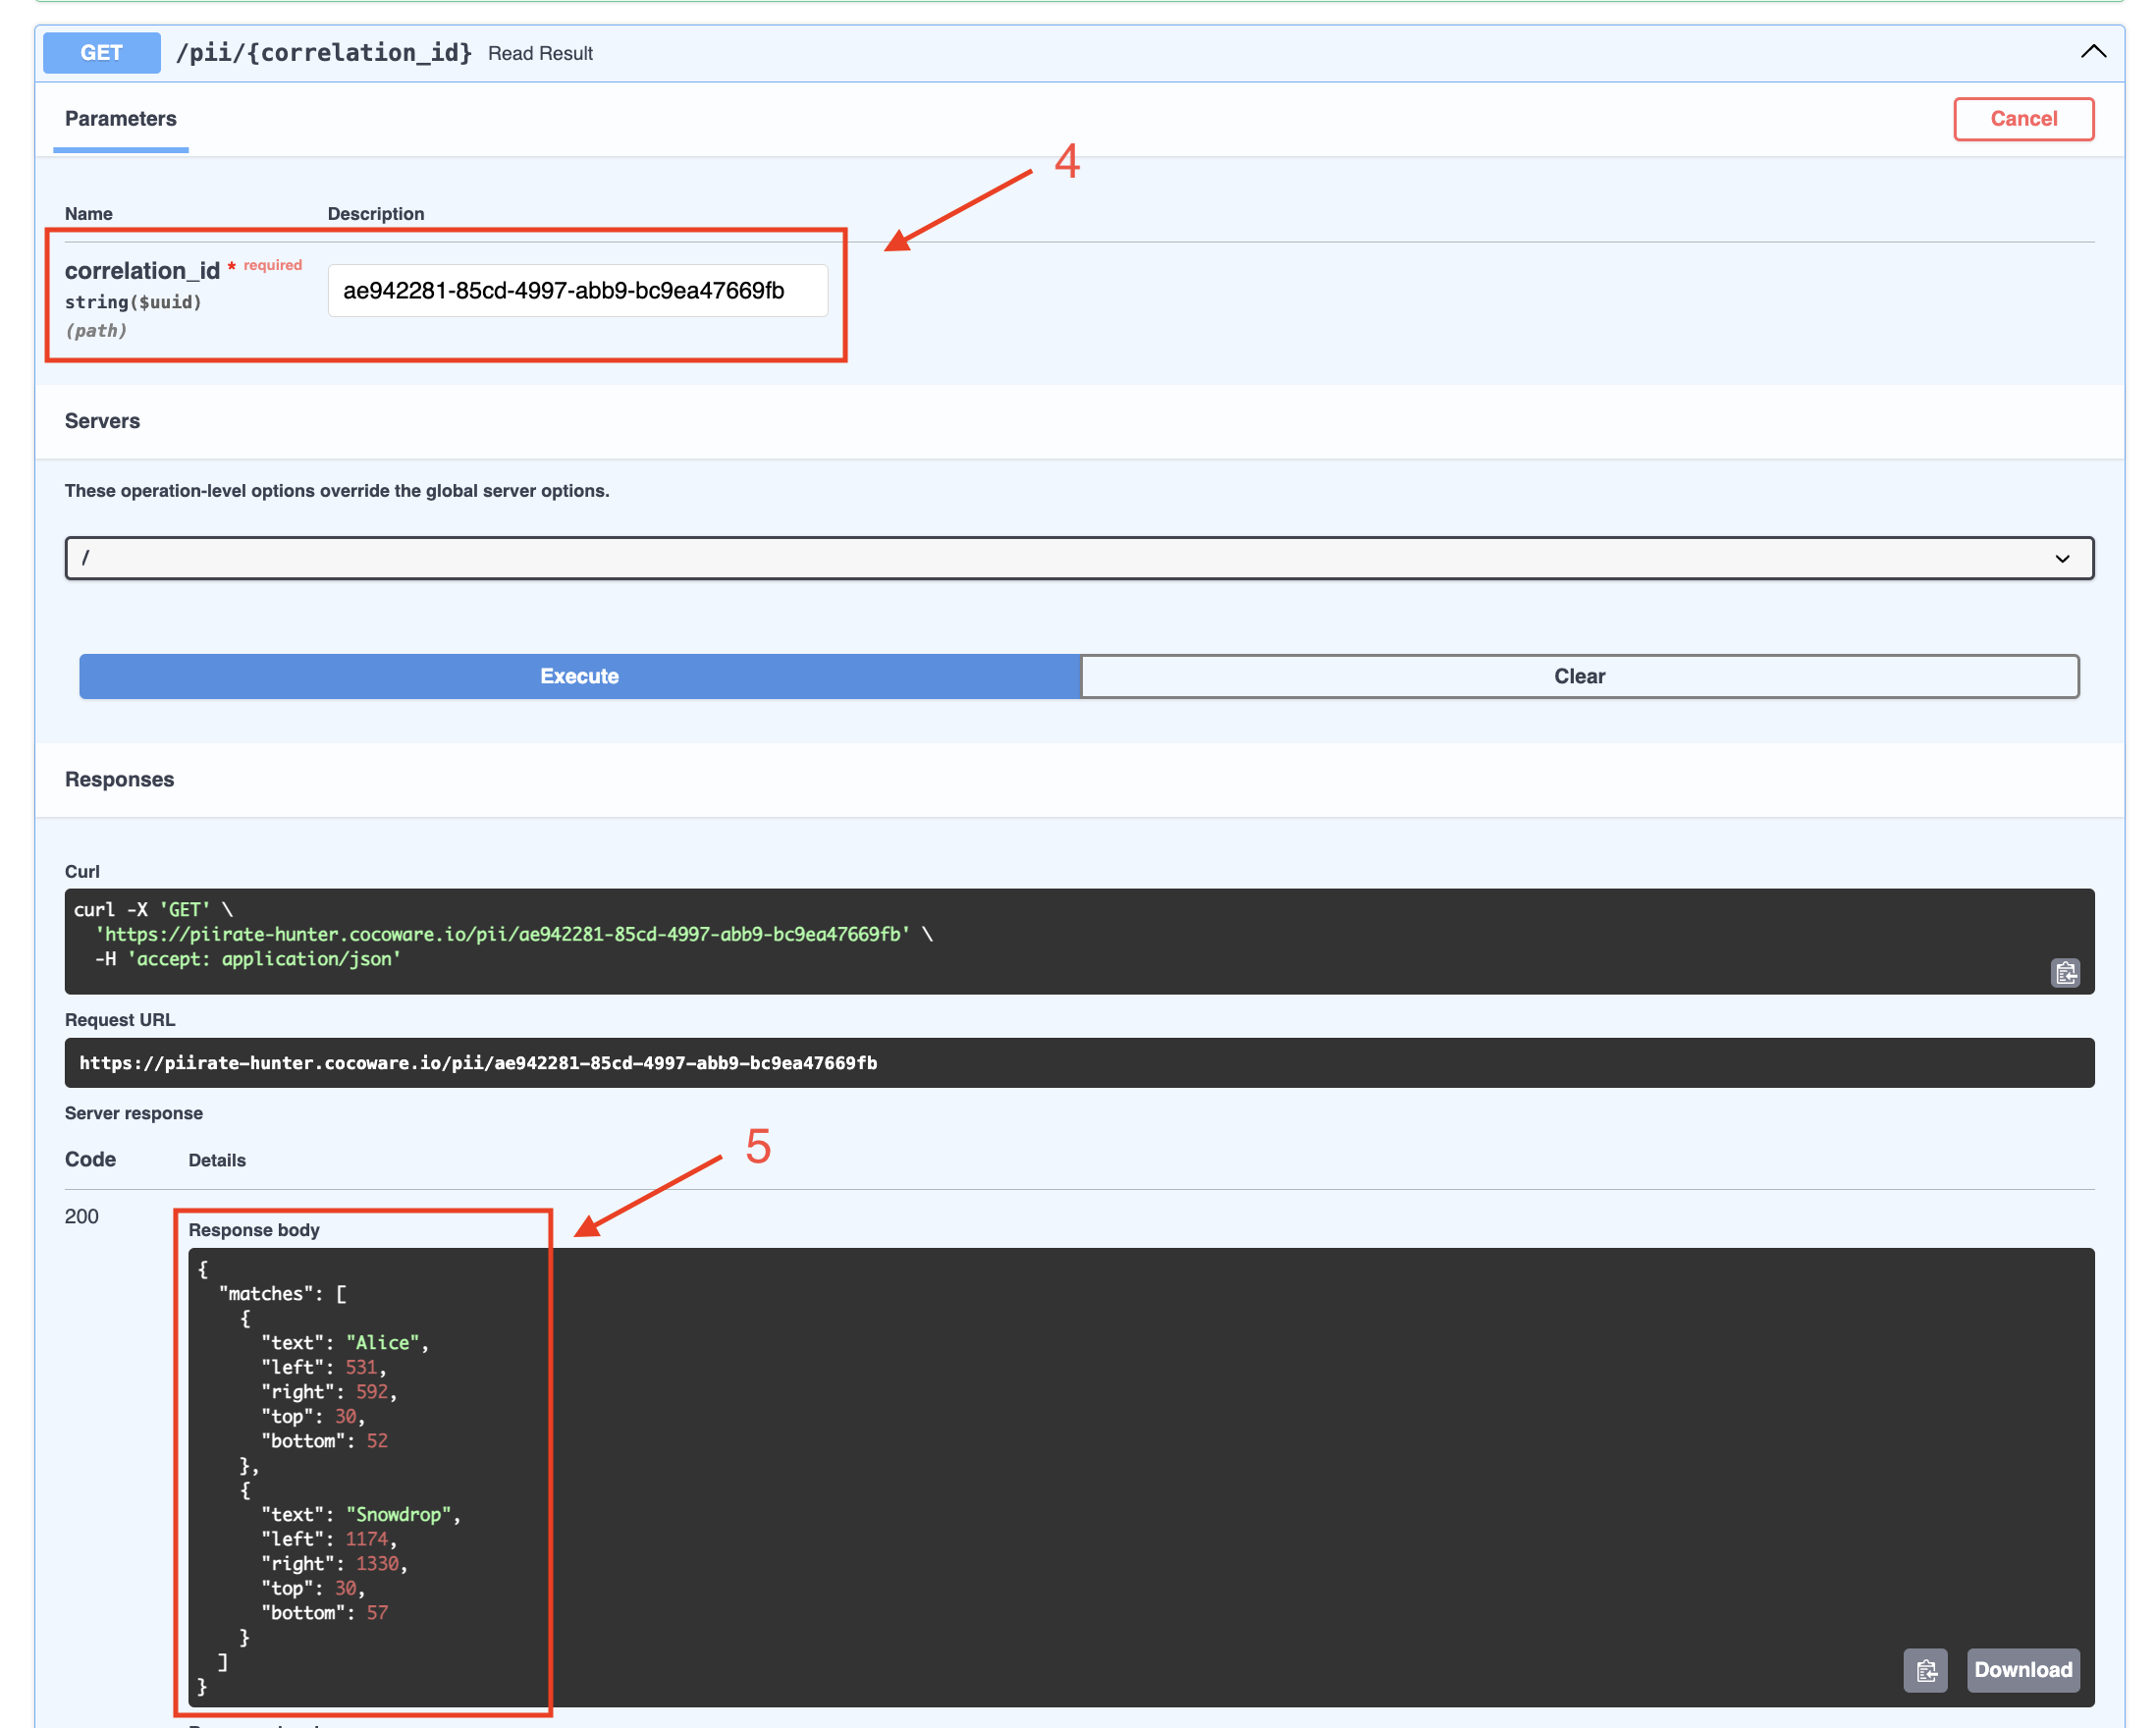 GET /pii/{correlation_id} Read Result
Parameters
Cancel
4
Name Description
correlation_id * required
string($uuid)
(path)
ae942281-85cd-4997-abb9-bc9ea47669fb
Servers
These operation-level options override the global server options.
/
Execute Clear
Responses
Curl
curl -X 'GET' \
  'https://piirate-hunter.cocoware.io/pii/ae942281-85cd-4997-abb9-bc9ea47669fb' \
  -H 'accept: application/json'
Request URL
https://piirate-hunter.cocoware.io/pii/ae942281-85cd-4997-abb9-bc9ea47669fb
Server response
5
Code Details
200
Response body
{
  "matches": [
    {
      "text": "Alice",
      "left": 531,
      "right": 592,
      "top": 30,
      "bottom": 52
    },
    {
      "text": "Snowdrop",
      "left": 1174,
      "right": 1330,
      "top": 30,
      "bottom": 57
    }
  ]
}
Download